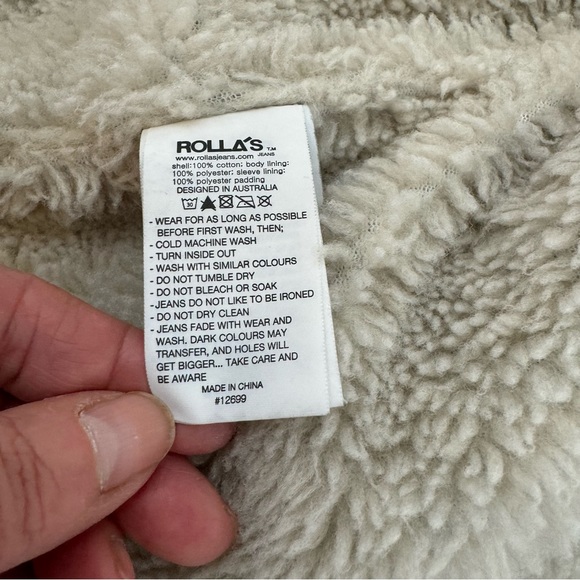 ROLLA'S T.M
www.rollasjeans.com JEANS
shell:100% cotton; body lining:
100% polyester; sleeve lining:
100% polyester padding
DESIGNED IN AUSTRALIA
30
- WEAR FOR AS LONG AS POSSIBLE
BEFORE FIRST WASH, THEN;
- COLD MACHINE WASH
- TURN INSIDE OUT
- WASH WITH SIMILAR COLOURS
- DO NOT TUMBLE DRY
- DO NOT BLEACH OR SOAK
- JEANS DO NOT LIKE TO BE IRONED
- DO NOT DRY CLEAN
- JEANS FADE WITH WEAR AND
WASH. DARK COLOURS MAY
TRANSFER, AND HOLES WILL
GET BIGGER... TAKE CARE AND
BE AWARE
MADE IN CHINA
#12699